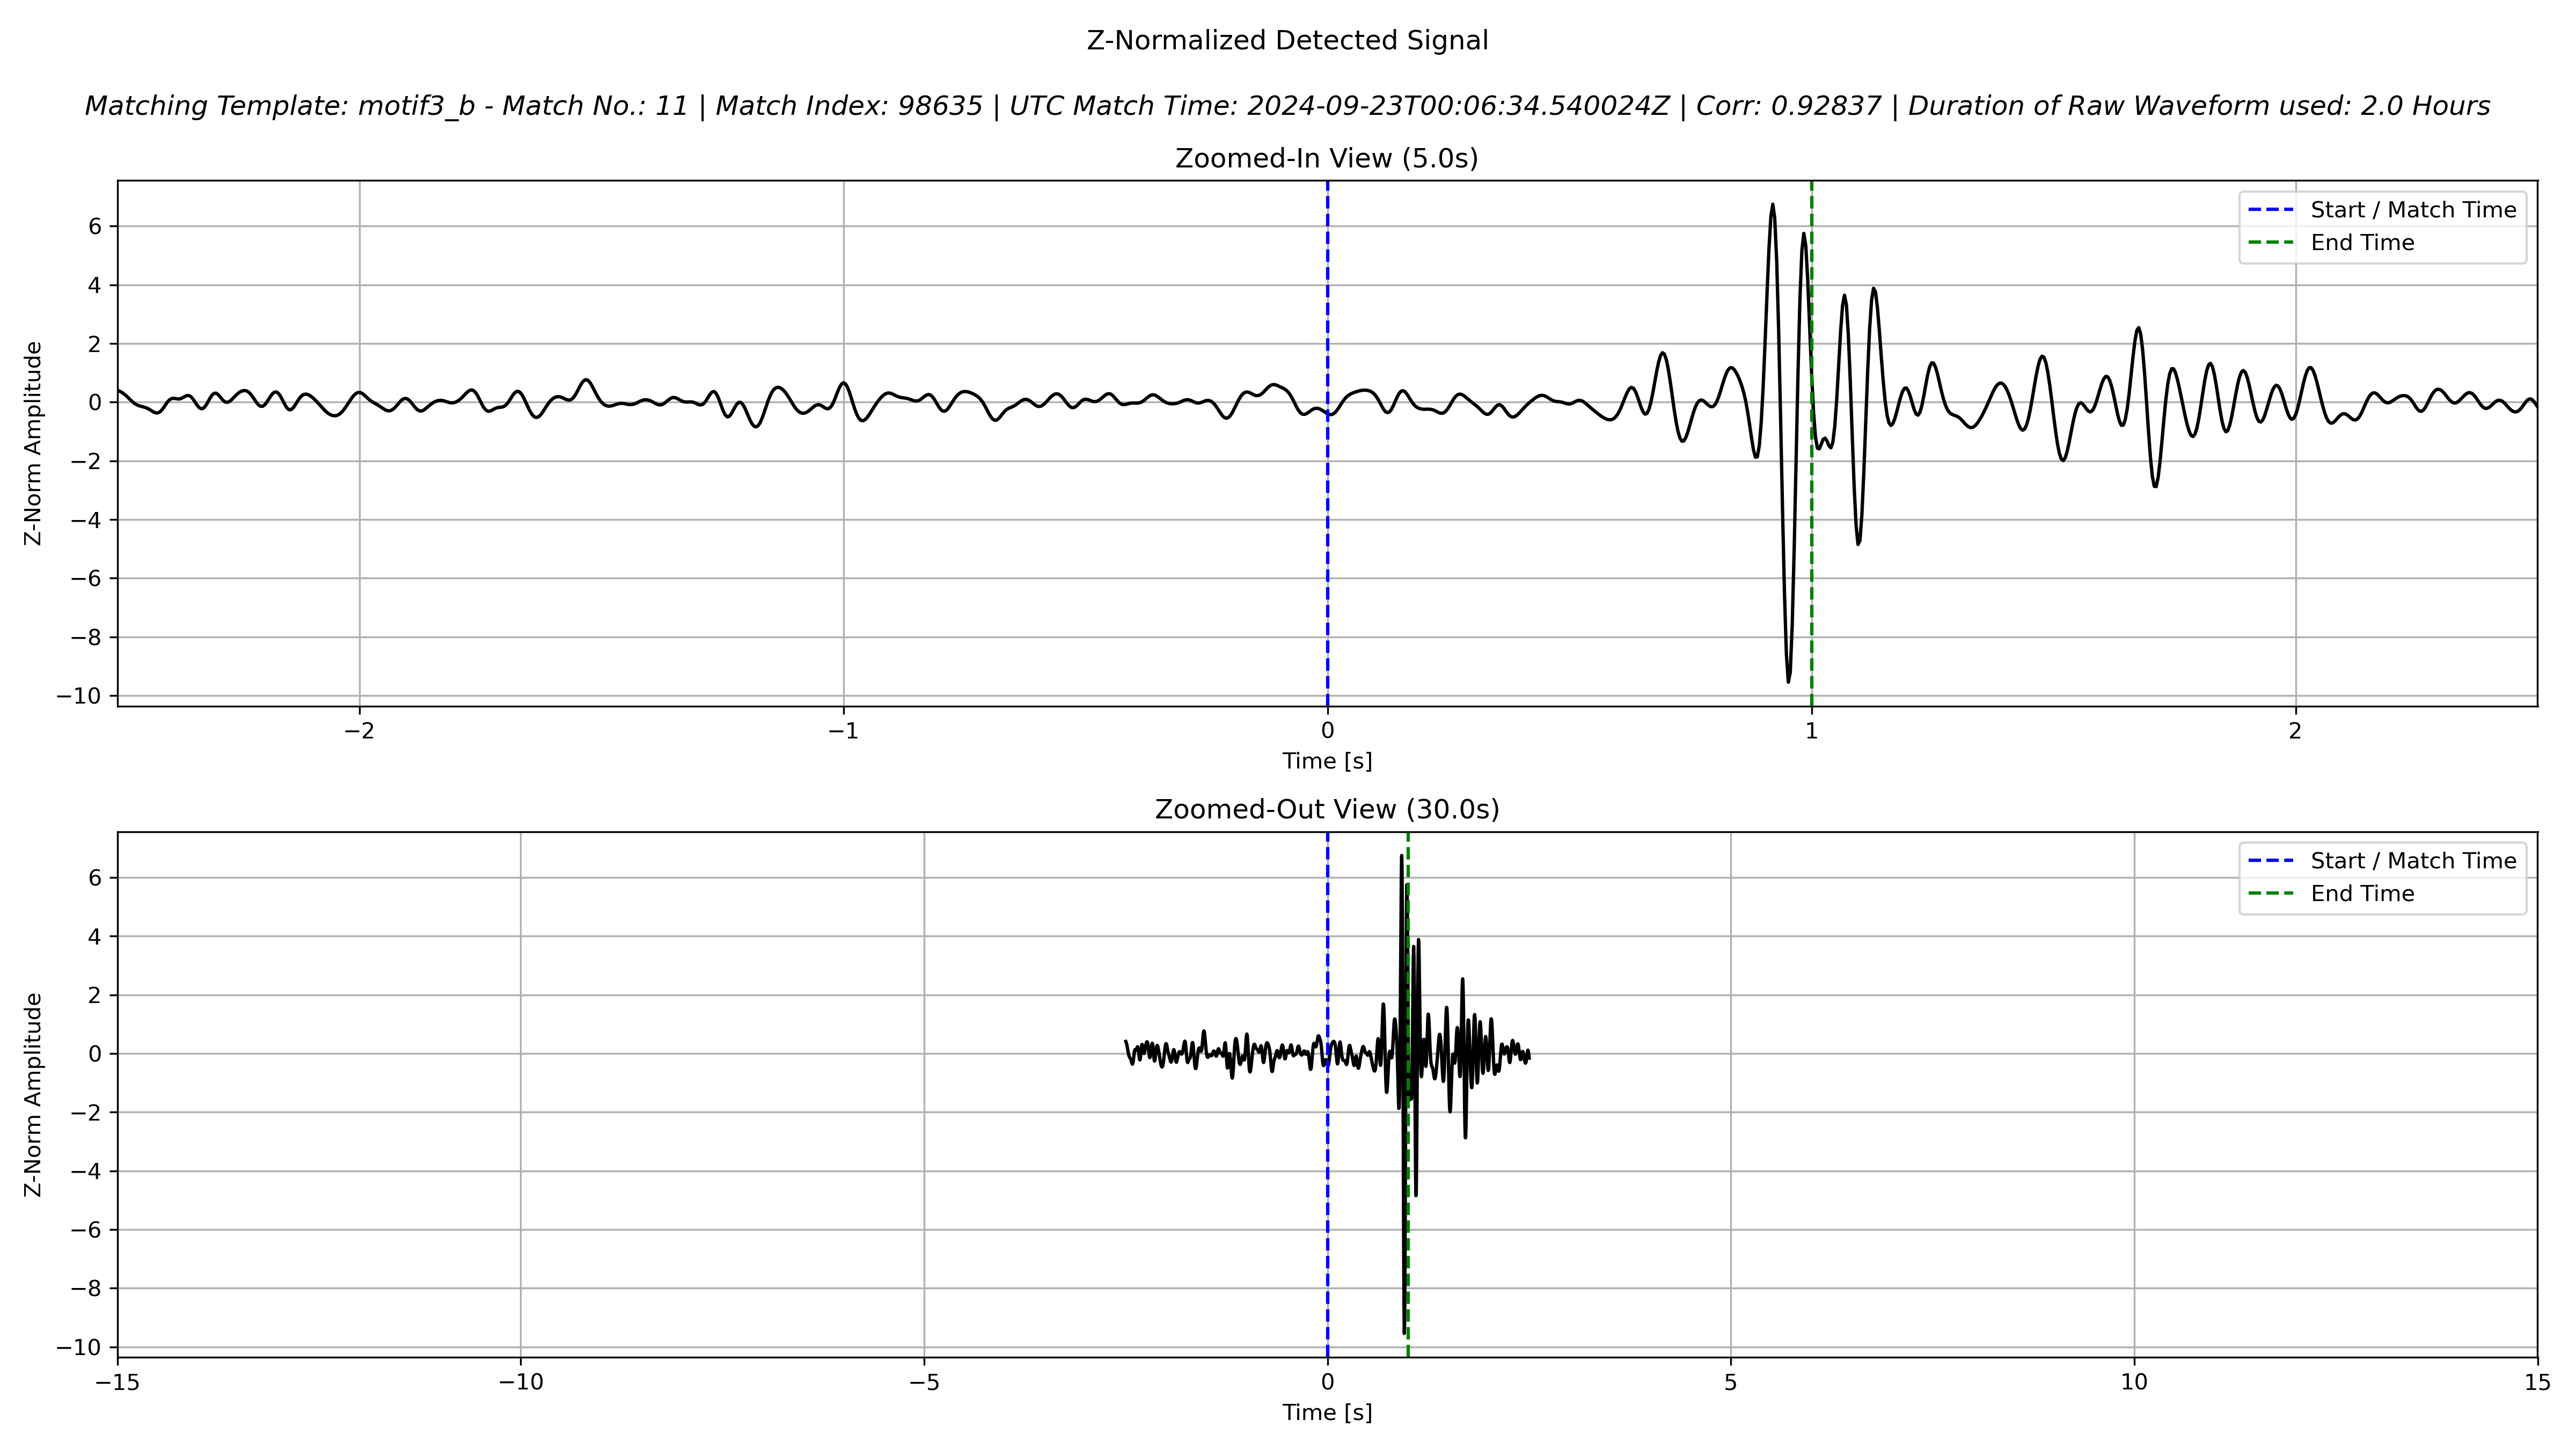 Z-Normalized Detected Signal
Matching Template: motif3_b - Match No.: 11 | Match Index: 98635 | UTC Match Time: 2024-09-23T00:06:34.540024Z | Corr: 0.92837 | Duration of Raw Waveform used: 2.0 Hours
Zoomed-In View (5.0s)
Start / Match Time
End Time
6
4
2
0
−2
−4
−6
−8
−10
Z-Norm Amplitude
−2 −1 0 1 2
Time [s]
Zoomed-Out View (30.0s)
Start / Match Time
End Time
6
4
2
0
−2
−4
−6
−8
−10
Z-Norm Amplitude
−15 −10 −5 0 5 10 15
Time [s]